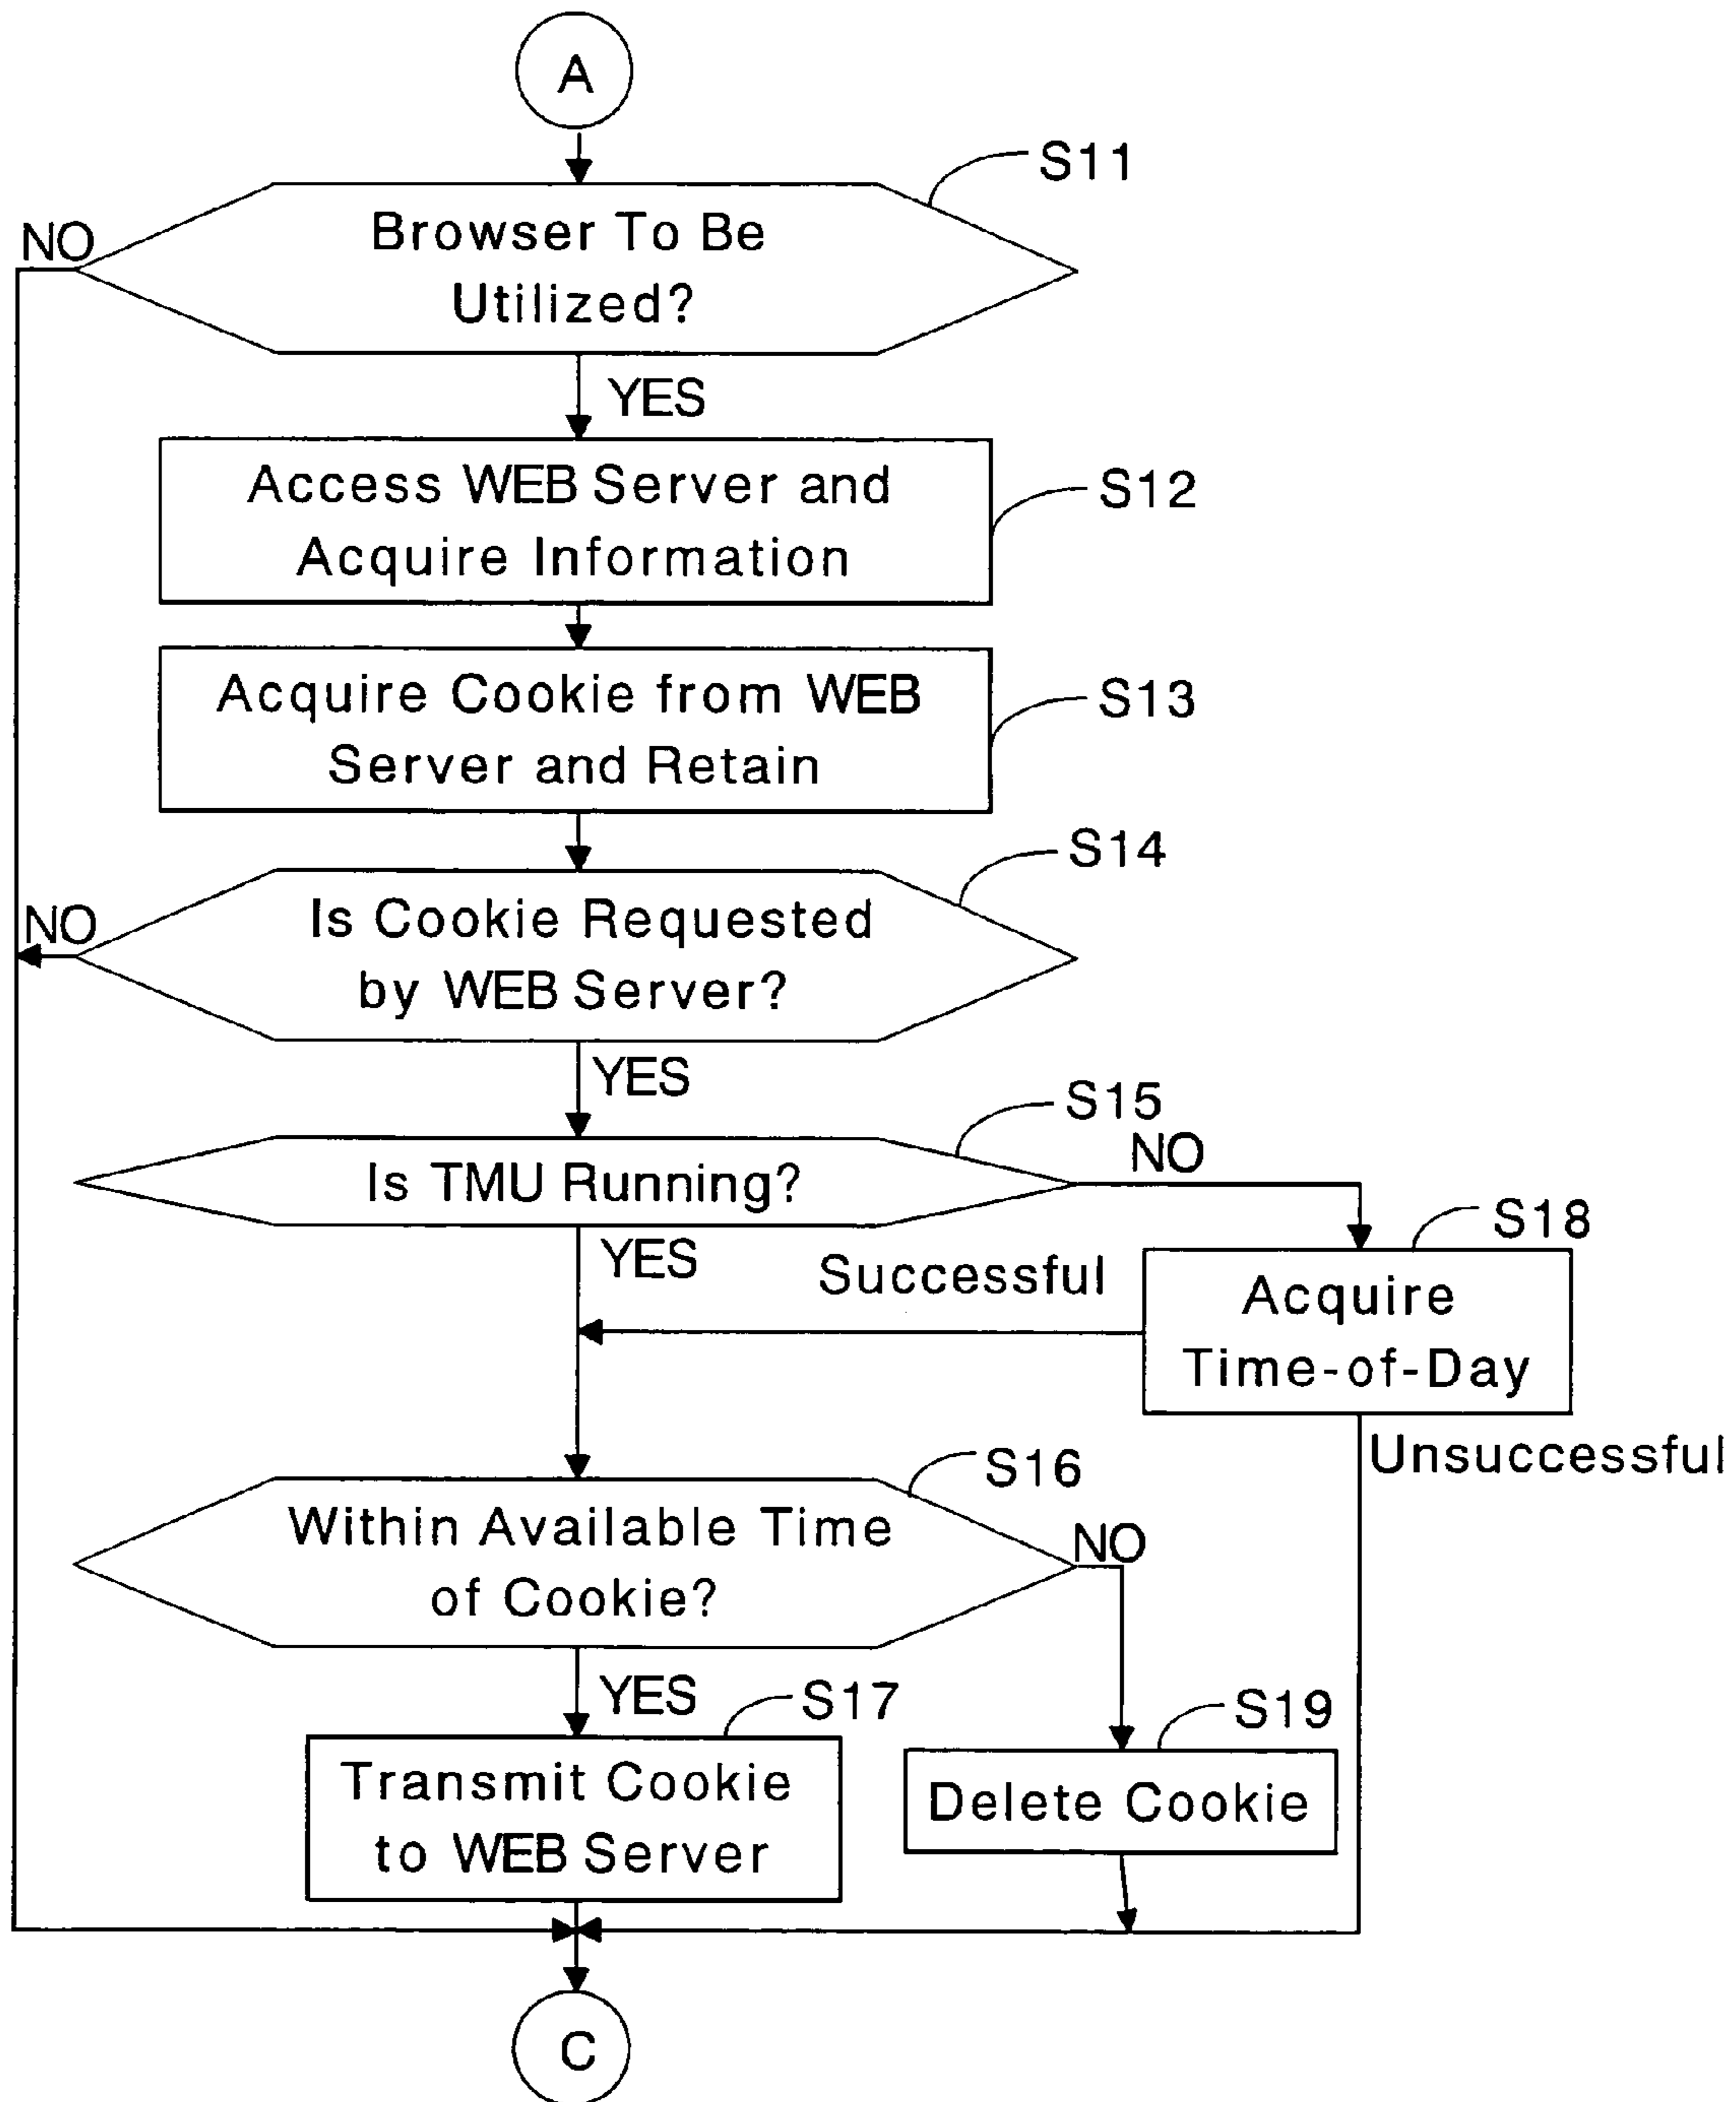 A
S11
NO
Browser To Be
Utilized?
YES
Access WEB Server and
Acquire Information
S12
Acquire Cookie from WEB
Server and Retain
S13
S14
NO
Is Cookie Requested
by WEB Server?
YES
S15
NO
Is TMU Running?
YES
Successful
S18
Acquire
Time-of-Day
Unsuccessful
S16
Within Available Time
of Cookie?
NO
YES
S17
S19
Transmit Cookie
to WEB Server
Delete Cookie
C